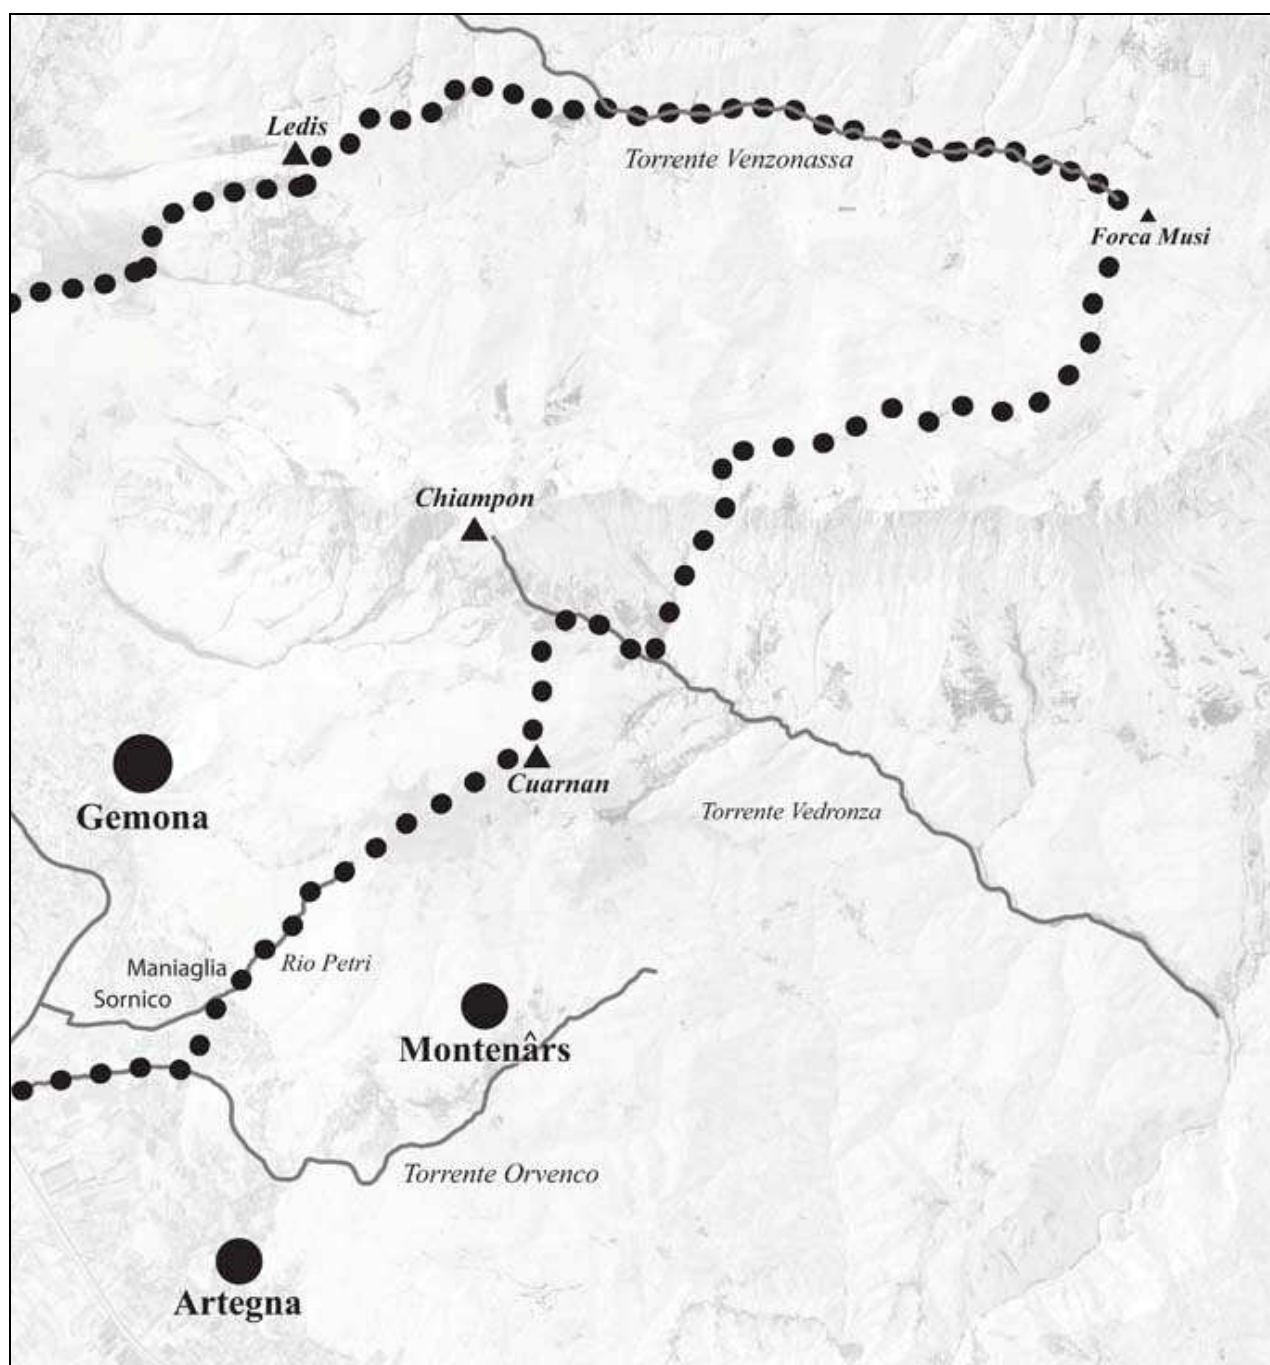 Ledis
Torrente Venzonassa
Forca Musi
Chiampon
Cuarnan
Gemona
Torrente Vedronza
Maniaglia
Rio Petri
Sornico
Montenârs
Torrente Orvenco
Artegna